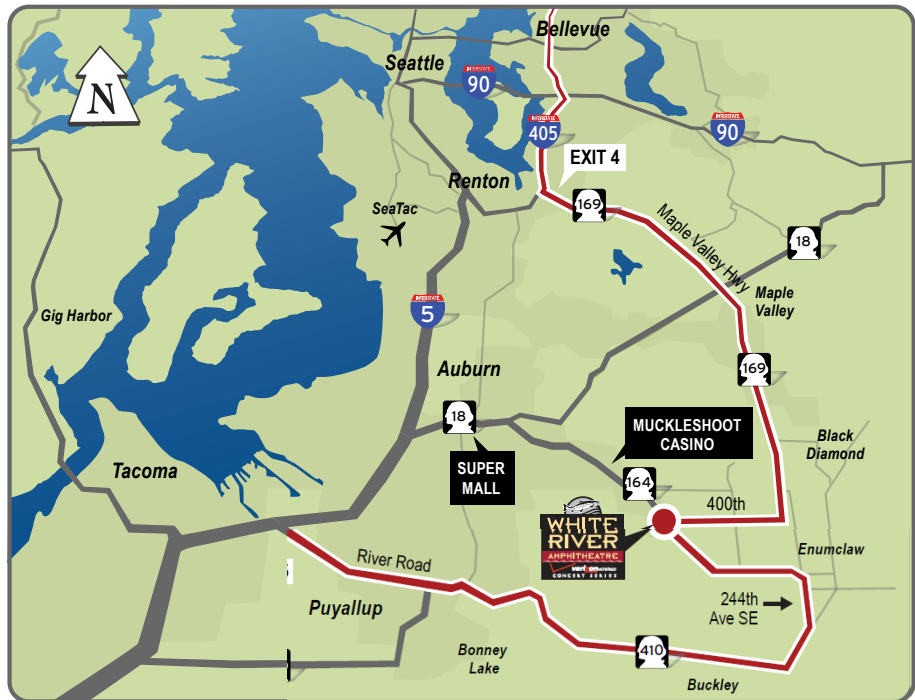 Bellevue
Seattle
N
INTERSTATE
90
INTERSTATE
405
INTERSTATE
90
EXIT 4
Renton
169
SeaTac
Maple Valley Hwy
18
Maple
Valley
INTERSTATE
5
Gig Harbor
Auburn
169
18
MUCKLESHOOT
CASINO
Black
Diamond
SUPER
MALL
Tacoma
164
400th
WHITE
RIVER
AMPHITHEATRE
verizonwireless
CONCERT SERIES
Enumclaw
River Road
244th
Ave SE
Puyallup
Bonney
Lake
410
Buckley